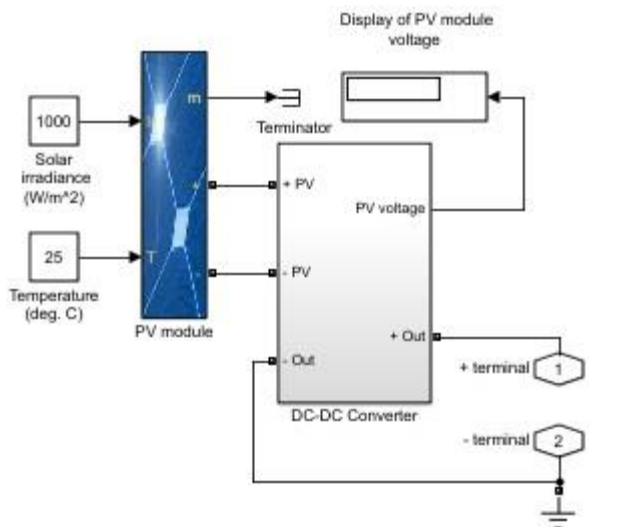 Display of PV module
voltage
m
1000
Terminator
Solar
irradiance
(W/m^2)
+ PV
PV voltage
25
T
- PV
Temperature
(deg. C)
PV module
+ Out
- Out
+ terminal
1
DC-DC Converter
- terminal
2